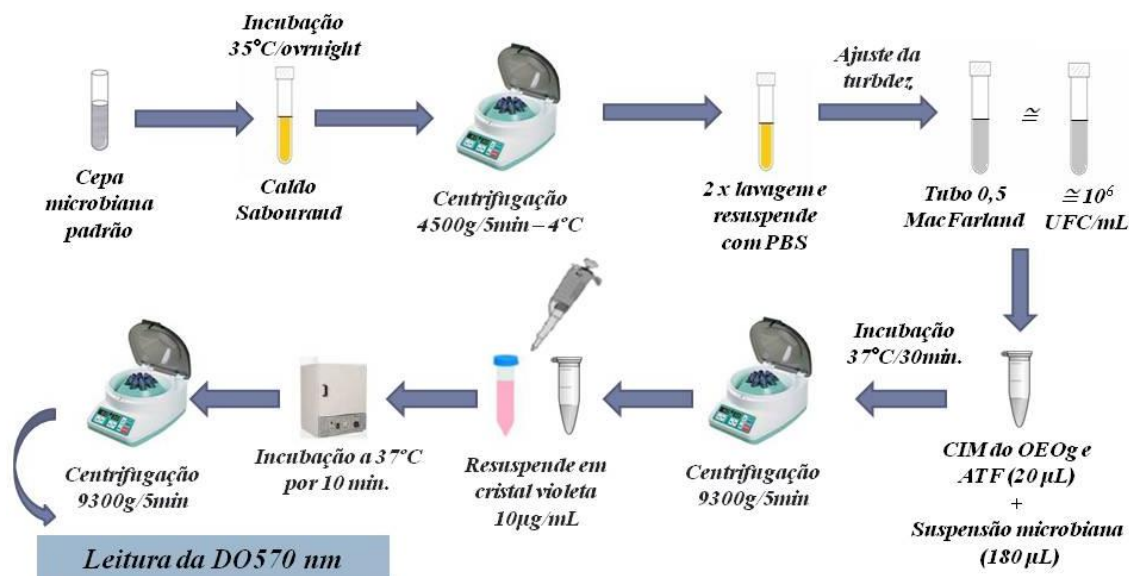 Incubação
35°C/ovrnight
Cepa
microbiana
padrão
Caldo
Sabouraud
Centrifugação
4500g/5min – 4°C
2 x lavagem e
resuspende
com PBS
Ajuste da
turbdez
Tubo 0,5
MacFarland
≅
≅ 10⁶
UFC/mL
CIM do OEOg e
ATF (20 µL)
+
Suspensão microbiana
(180 µL)
Incubação
37°C/30min.
Centrifugação
9300g/5min
Resuspende em
cristal violeta
10µg/mL
Incubação a 37°C
por 10 min.
Centrifugação
9300g/5min
Leitura da DO570 nm